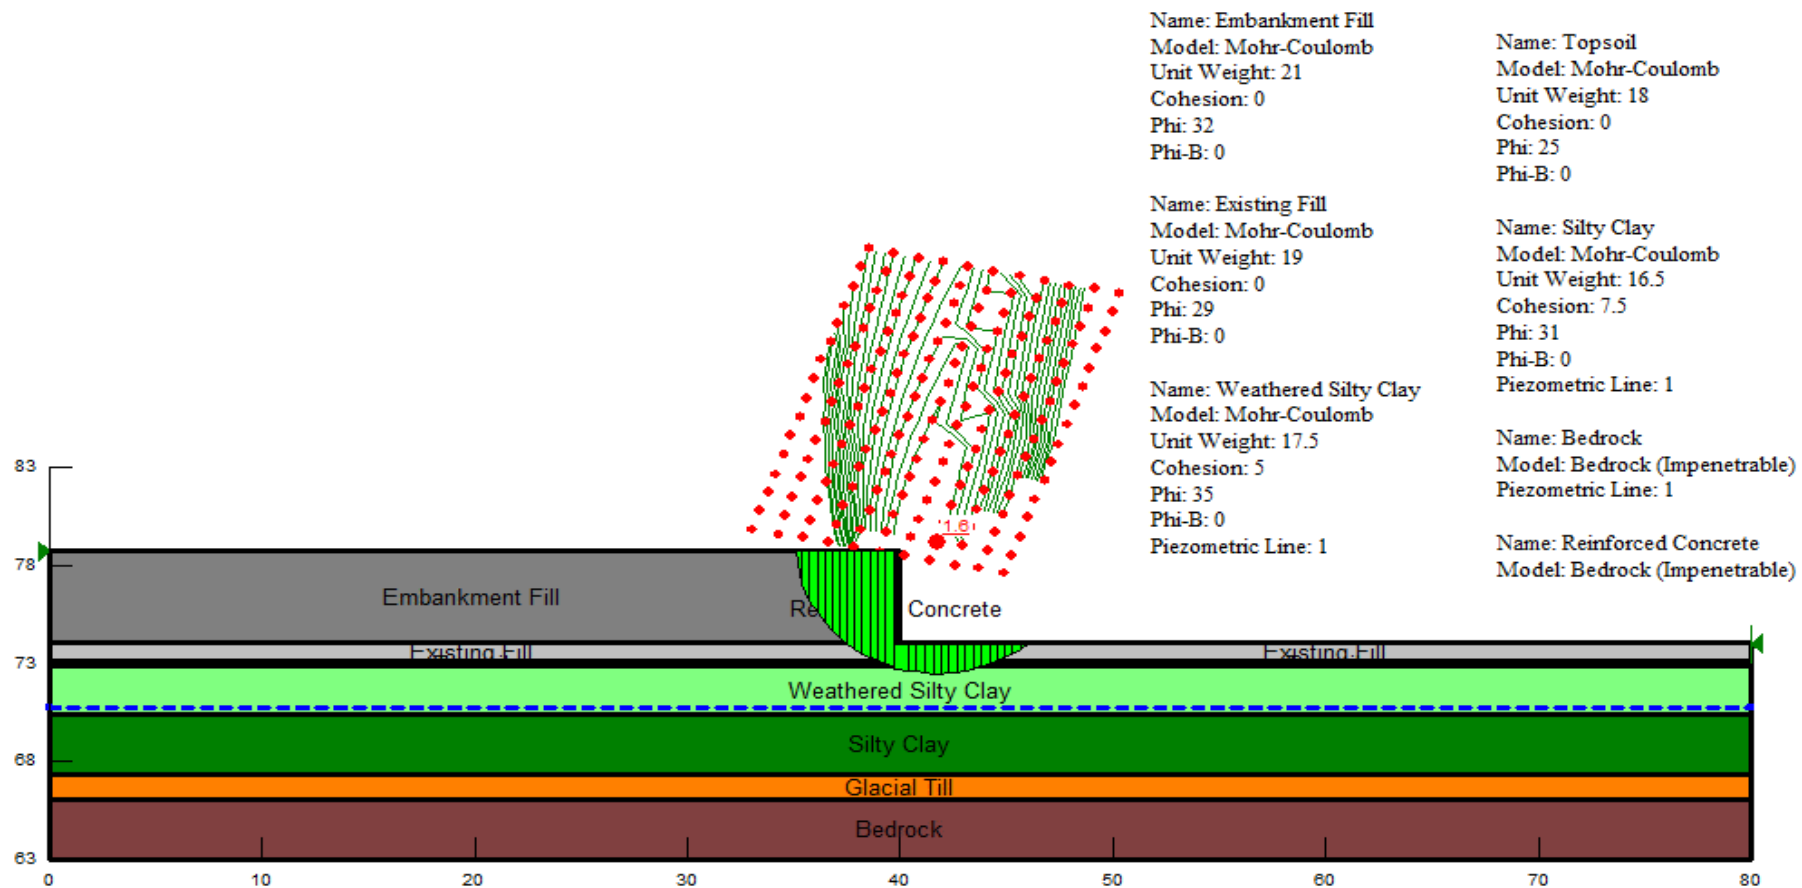 Name: Embankment Fill
Model: Mohr-Coulomb
Unit Weight: 21
Cohesion: 0
Phi: 32
Phi-B: 0
Name: Existing Fill
Model: Mohr-Coulomb
Unit Weight: 19
Cohesion: 0
Phi: 29
Phi-B: 0
Name: Weathered Silty Clay
Model: Mohr-Coulomb
Unit Weight: 17.5
Cohesion: 5
Phi: 35
Phi-B: 0
Piezometric Line: 1
Name: Topsoil
Model: Mohr-Coulomb
Unit Weight: 18
Cohesion: 0
Phi: 25
Phi-B: 0
Name: Silty Clay
Model: Mohr-Coulomb
Unit Weight: 16.5
Cohesion: 7.5
Phi: 31
Phi-B: 0
Piezometric Line: 1
Name: Bedrock
Model: Bedrock (Impenetrable)
Piezometric Line: 1
Name: Reinforced Concrete
Model: Bedrock (Impenetrable)
1.6
83
78
73
68
63
Embankment Fill
Concrete
Existing Fill
Existing Fill
Weathered Silty Clay
Silty Clay
Glacial Till
Bedrock
0
10
20
30
40
50
60
70
80